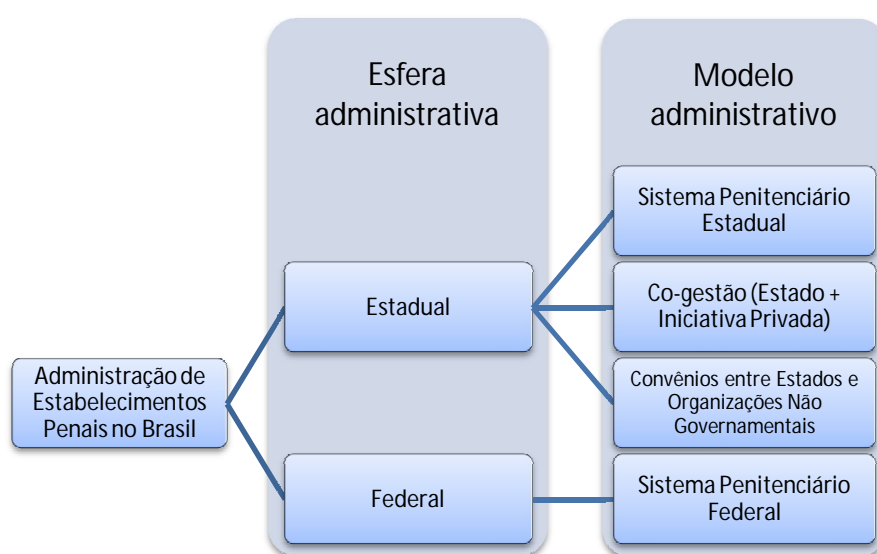 Esfera
administrativa
Modelo
administrativo
Sistema Penitenciário
Estadual
Estadual
Co-gestão (Estado +
Iniciativa Privada)
Administração de
Estabelecimentos
Penais no Brasil
Convênios entre Estados e
Organizações Não
Governamentais
Federal
Sistema Penitenciário
Federal